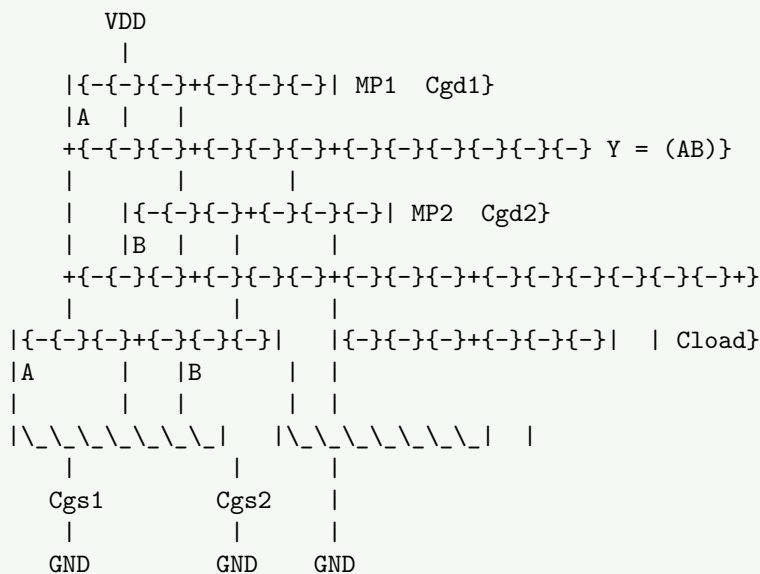 VDD
|
|{-{-}{-}+{-}{-}{-}| MP1 Cgd1}
|A | |
+{-{-}{-}+{-}{-}{-}+{-}{-}{-}{-}{-}{-} Y = (AB)}
| | |
| |{-{-}{-}+{-}{-}{-}| MP2 Cgd2}
| |B | | |
+{-{-}{-}+{-}{-}{-}+{-}{-}{-}{-}+{-}{-}{-}{-}{-}+}
| | |
|{-{-}{-}+{-}{-}{-}| |{-}{-}{-}+{-}{-}{-}| | Cload}
|A | |B | |
| | | | |
|\_\_\_\_\_\_\_| |\_\_\_\_\_\_\_| |
| | |
Cgs1 Cgs2 |
| | |
GND GND GND